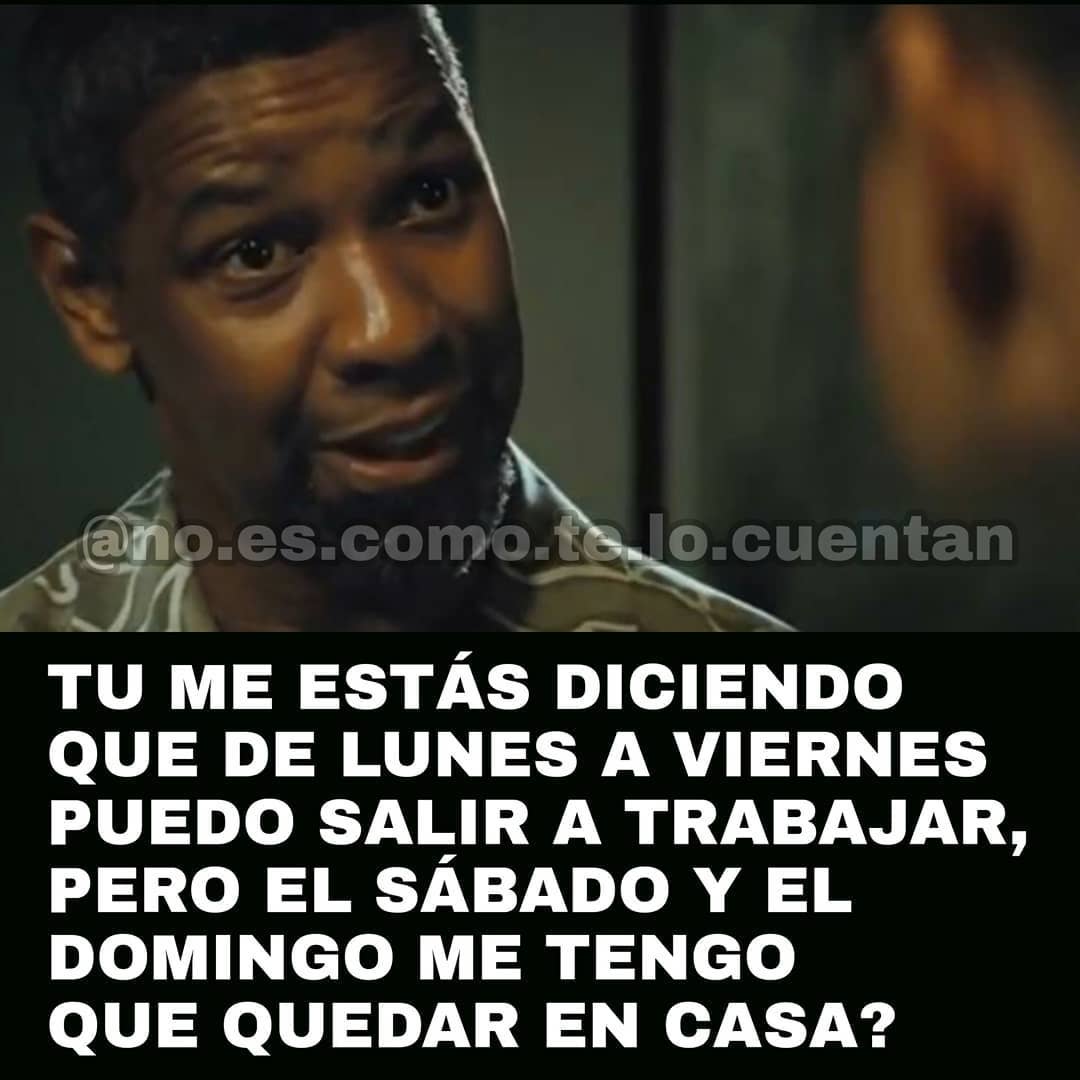 @no.es.como.te.lo.cuentan
TU ME ESTÁS DICIENDO
QUE DE LUNES A VIERNES
PUEDO SALIR A TRABAJAR,
PERO EL SÁBADO Y EL
DOMINGO ME TENGO
QUE QUEDAR EN CASA?